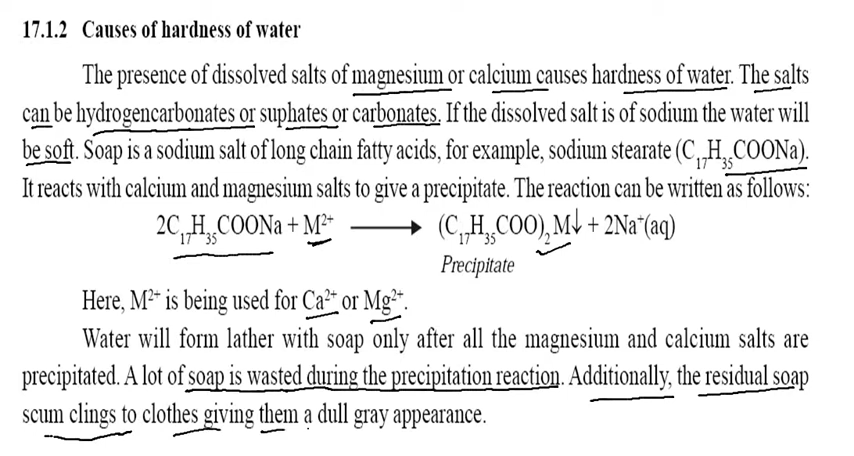 17.1.2 Causes of hardness of water
The presence of dissolved salts of magnesium or calcium causes hardness of water. The salts
can be hydrogencarbonates or suphates or carbonates. If the dissolved salt is of sodium the water will
be soft. Soap is a sodium salt of long chain fatty acids, for example, sodium stearate (C₁₇H₃₅COONa).
It reacts with calcium and magnesium salts to give a precipitate. The reaction can be written as follows:
2C₁₇H₃₅COONa + M²⁺ ⟶ (C₁₇H₃₅COO)₂M↓ + 2Na⁺(aq)
Precipitate
Here, M²⁺ is being used for Ca²⁺ or Mg²⁺.
Water will form lather with soap only after all the magnesium and calcium salts are
precipitated. A lot of soap is wasted during the precipitation reaction. Additionally, the residual soap
scum clings to clothes giving them a dull gray appearance.